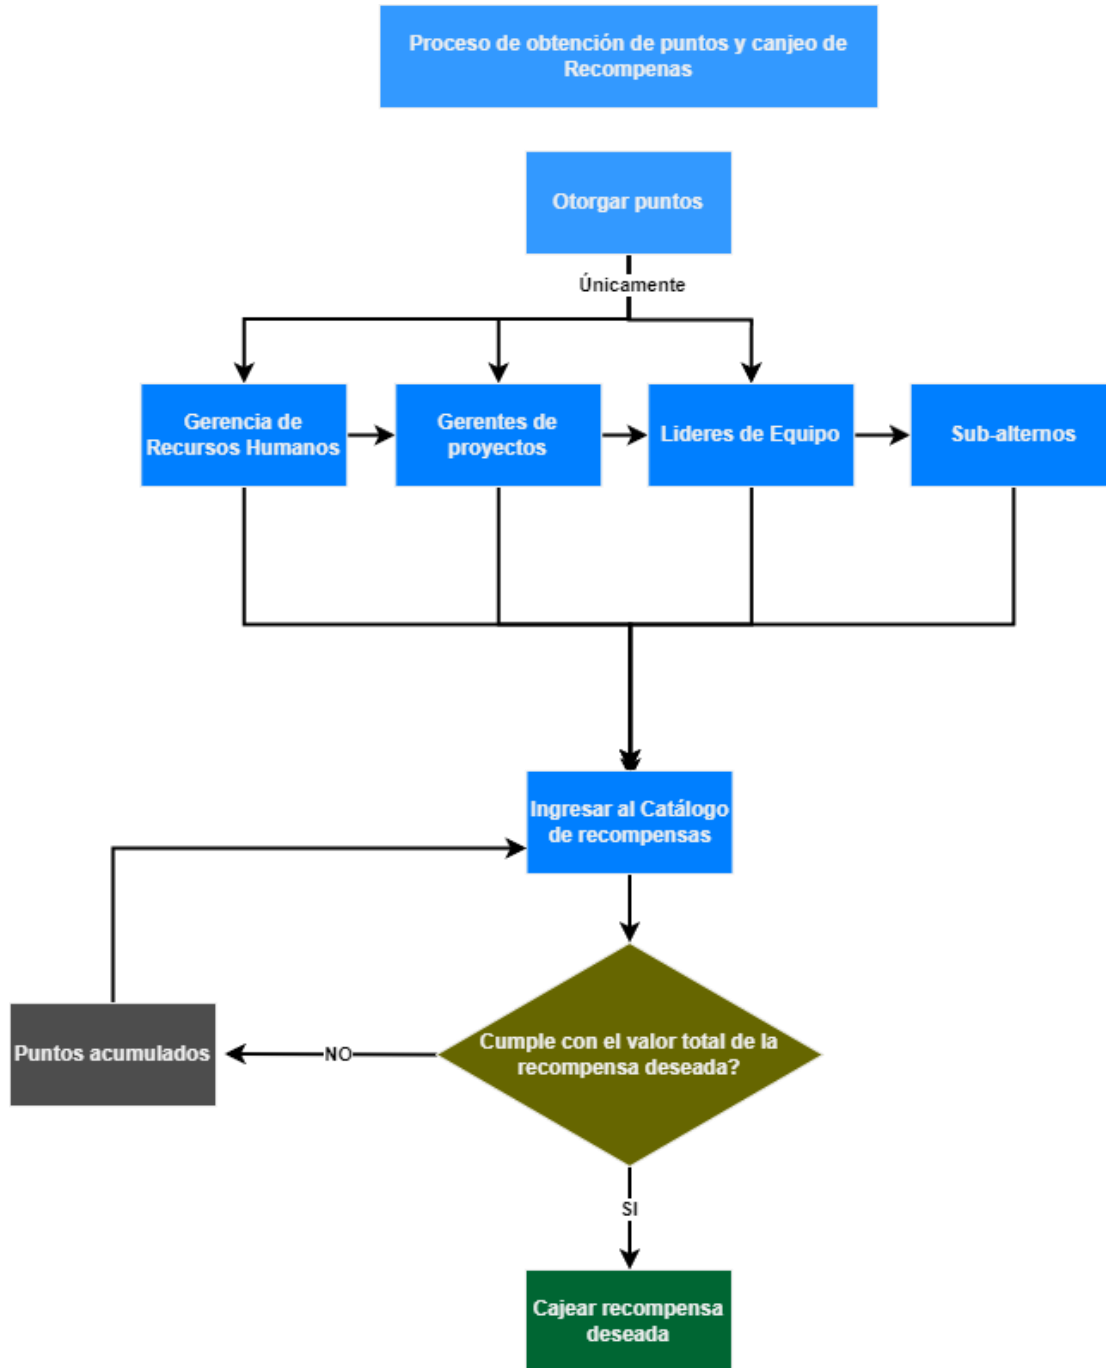 Proceso de obtención de puntos y canjeo de
Recompenas
Otorgar puntos
Únicamente
Gerencia de
Recursos Humanos
Gerentes de
proyectos
Lideres de Equipo
Sub-alternos
Ingresar al Catálogo
de recompensas
Cumple con el valor total de la
recompensa deseada?
NO
Puntos acumulados
SI
Cajear recompensa
deseada